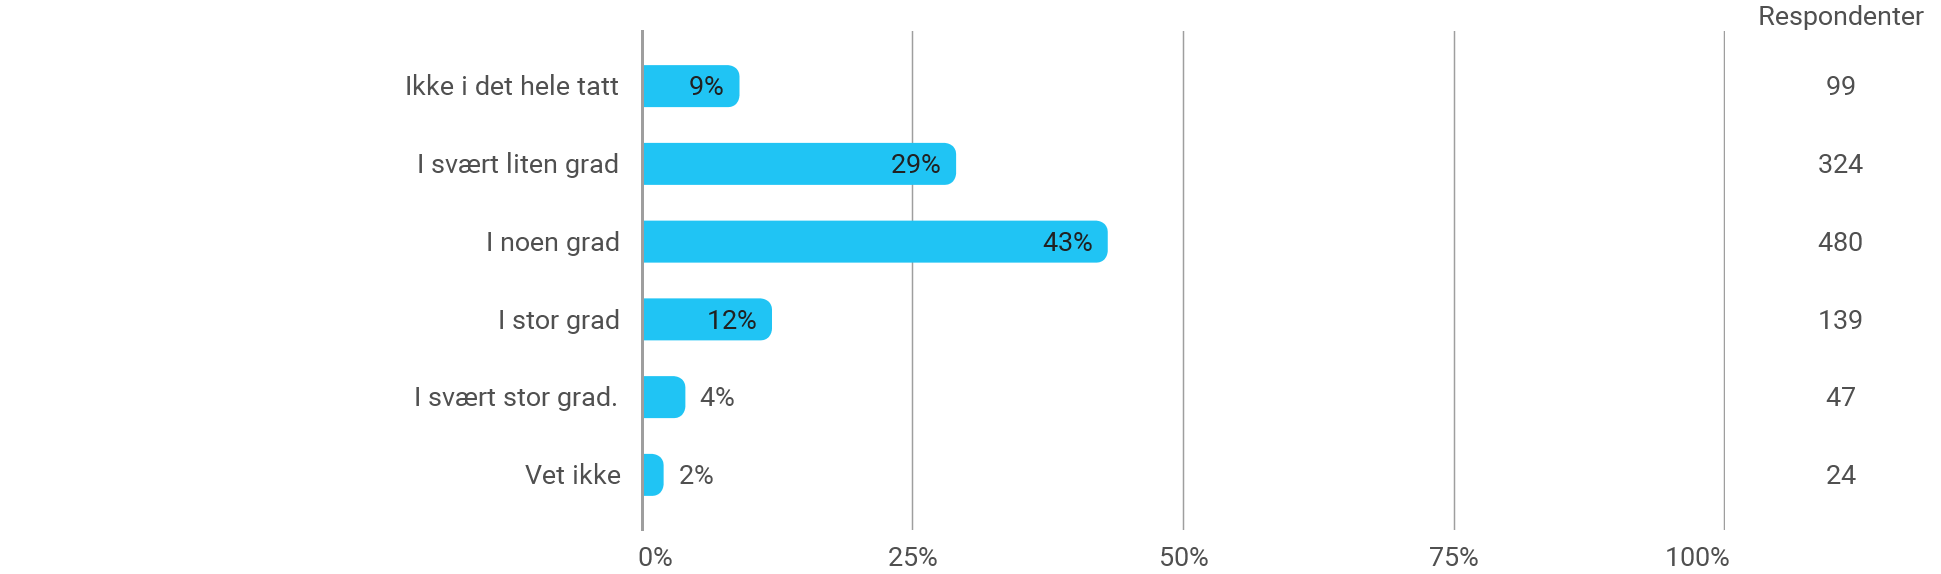 Respondenter
Ikke i det hele tatt 9% 99
I svært liten grad 29% 324
I noen grad 43% 480
I stor grad 12% 139
I svært stor grad. 4% 47
Vet ikke 2% 24
0% 25% 50% 75% 100%